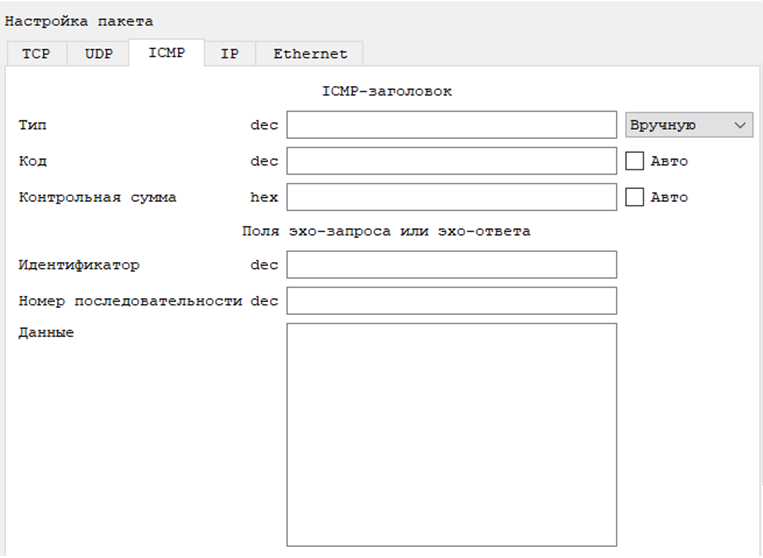 Настройка пакета
TCP UDP ICMP IP Ethernet
ICMP-заголовок
Тип dec Вручную
Код dec Авто
Контрольная сумма hex Авто
Поля эхо-запроса или эхо-ответа
Идентификатор dec
Номер последовательности dec
Данные